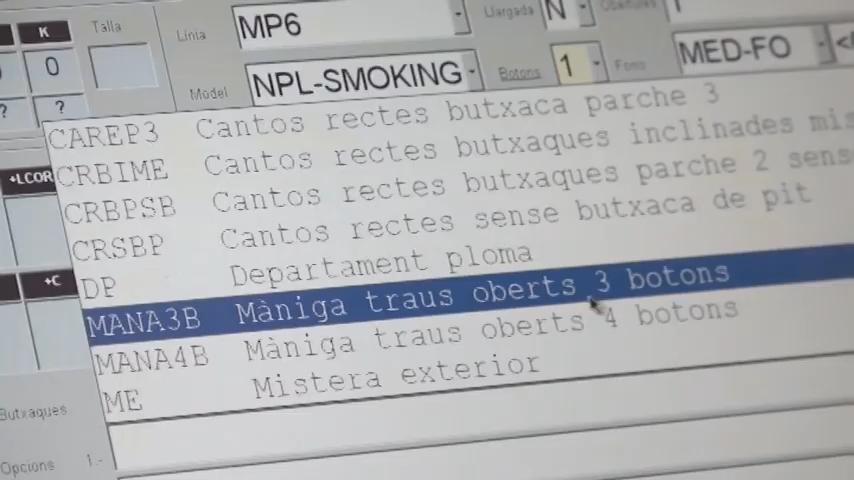 K
Talla
Línia
MP6
Llargada
N
0
Model
NPL-SMOKING
Botons
1
Fons
MED-FO
?
?
CAREP3 Cantos rectes butxaca parche 3
CRBIME Cantos rectes butxaques inclinades mis
CRBPSB Cantos rectes butxaques parche 2 sense
CRSBP Cantos rectes sense butxaca de pit
DP Departament ploma
MANA3B Màniga traus oberts 3 botons
MANA4B Màniga traus oberts 4 botons
ME Mistera exterior
+LCOR
+C
Butxaques
Opcions 1.-